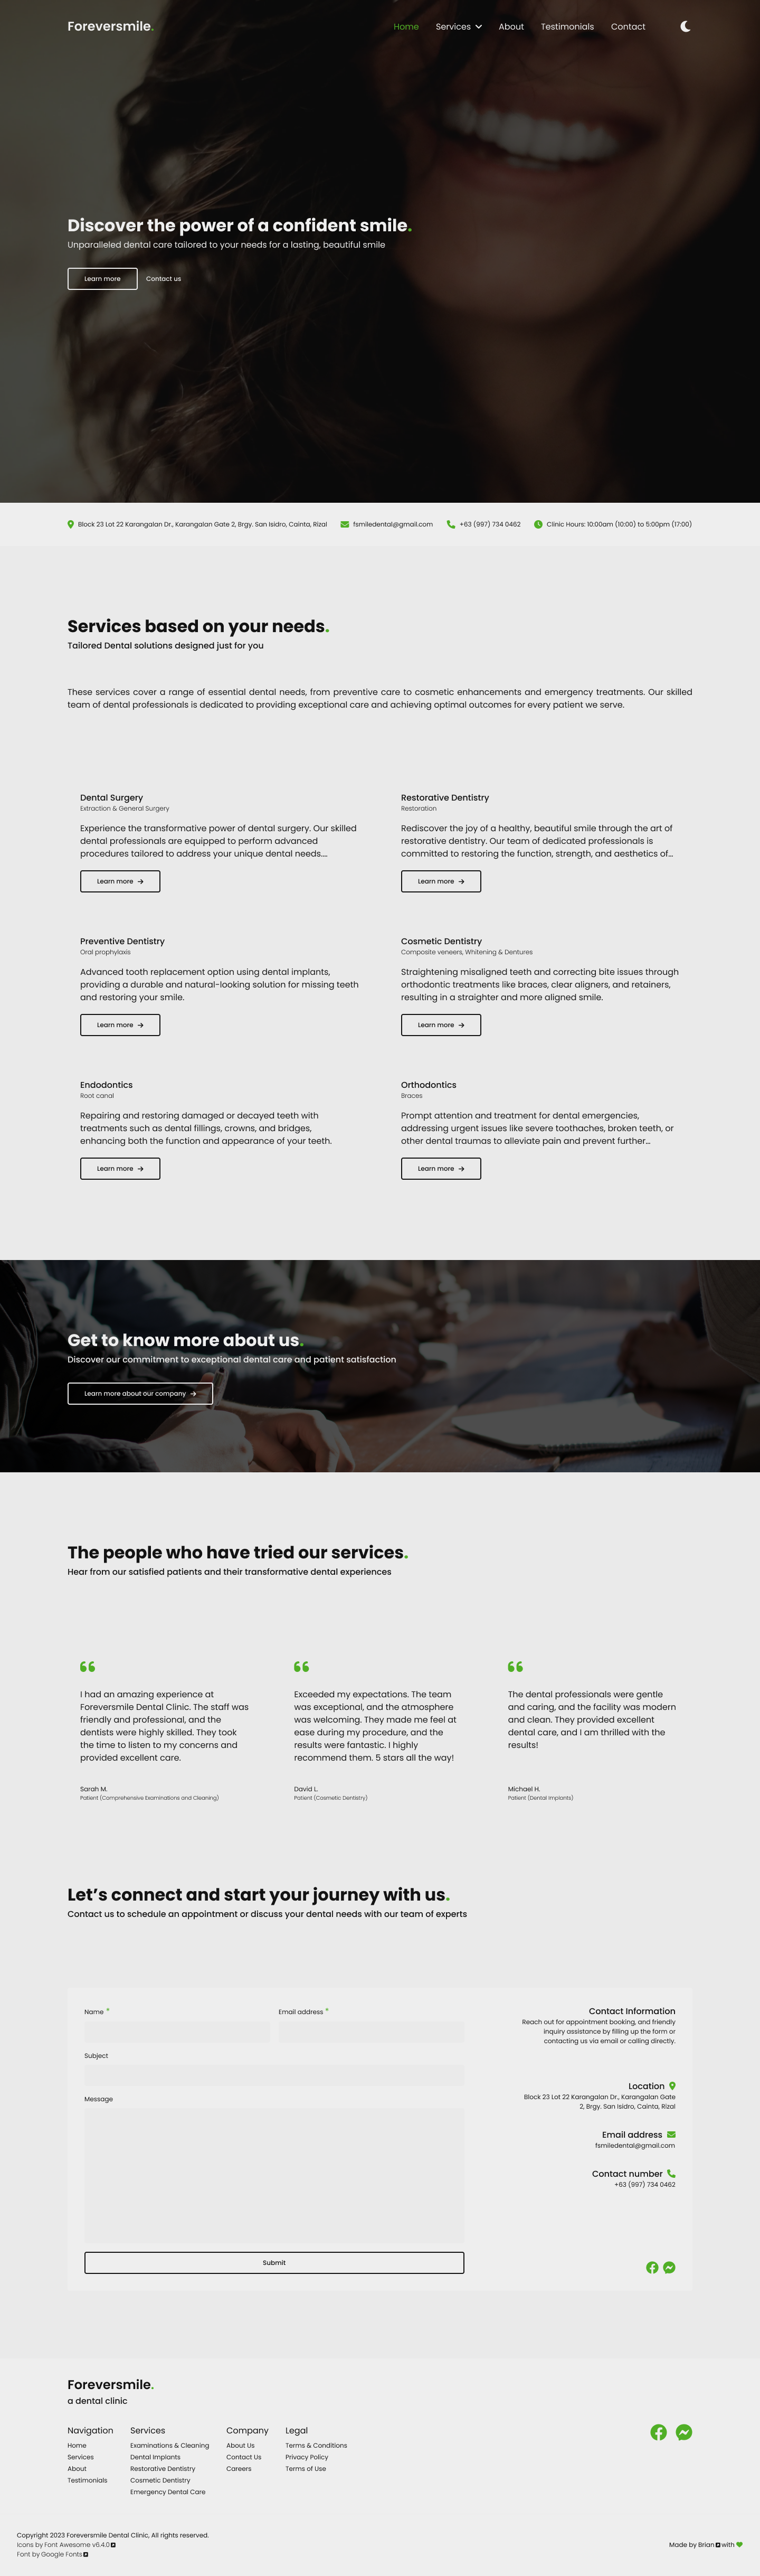 Foreversmile.
Home Services About Testimonials Contact
Discover the power of a confident smile.
Unparalleled dental care tailored to your needs for a lasting, beautiful smile
Learn more Contact us
Block 23 Lot 22 Karangalan Dr., Karangalan Gate 2, Brgy. San Isidro, Cainta, Rizal fsmiledental@gmail.com +63 (997) 734 0462 Clinic Hours: 10:00am (10:00) to 5:00pm (17:00)
Services based on your needs.
Tailored Dental solutions designed just for you
These services cover a range of essential dental needs, from preventive care to cosmetic enhancements and emergency treatments. Our skilled
team of dental professionals is dedicated to providing exceptional care and achieving optimal outcomes for every patient we serve.
Dental Surgery
Extraction & General Surgery
Experience the transformative power of dental surgery. Our skilled
dental professionals are equipped to perform advanced
procedures tailored to address your unique dental needs....
Learn more
Restorative Dentistry
Restoration
Rediscover the joy of a healthy, beautiful smile through the art of
restorative dentistry. Our team of dedicated professionals is
committed to restoring the function, strength, and aesthetics of...
Learn more
Preventive Dentistry
Oral prophylaxis
Advanced tooth replacement option using dental implants,
providing a durable and natural-looking solution for missing teeth
and restoring your smile.
Learn more
Cosmetic Dentistry
Composite veneers, Whitening & Dentures
Straightening misaligned teeth and correcting bite issues through
orthodontic treatments like braces, clear aligners, and retainers,
resulting in a straighter and more aligned smile.
Learn more
Endodontics
Root canal
Repairing and restoring damaged or decayed teeth with
treatments such as dental fillings, crowns, and bridges,
enhancing both the function and appearance of your teeth.
Learn more
Orthodontics
Braces
Prompt attention and treatment for dental emergencies,
addressing urgent issues like severe toothaches, broken teeth, or
other dental traumas to alleviate pain and prevent further...
Learn more
Get to know more about us.
Discover our commitment to exceptional dental care and patient satisfaction
Learn more about our company
The people who have tried our services.
Hear from our satisfied patients and their transformative dental experiences
I had an amazing experience at
Foreversmile Dental Clinic. The staff was
friendly and professional, and the
dentists were highly skilled. They took
the time to listen to my concerns and
provided excellent care.
Sarah M.
Patient (Comprehensive Examinations and Cleaning)
Exceeded my expectations. The team
was exceptional, and the atmosphere
was welcoming. They made me feel at
ease during my procedure, and the
results were fantastic. I highly
recommend them. 5 stars all the way!
David L.
Patient (Cosmetic Dentistry)
The dental professionals were gentle
and caring, and the facility was modern
and clean. They provided excellent
dental care, and I am thrilled with the
results!
Michael H.
Patient (Dental Implants)
Let's connect and start your journey with us.
Contact us to schedule an appointment or discuss your dental needs with our team of experts
Name * Email address *
Subject
Message
Submit
Contact Information
Reach out for appointment booking, and friendly
inquiry assistance by filling up the form or
contacting us via email or calling directly.
Location
Block 23 Lot 22 Karangalan Dr., Karangalan Gate
2, Brgy. San Isidro, Cainta, Rizal
Email address
fsmiledental@gmail.com
Contact number
+63 (997) 734 0462
Foreversmile.
a dental clinic
Navigation
Home
Services
About
Testimonials
Services
Examinations & Cleaning
Dental Implants
Restorative Dentistry
Cosmetic Dentistry
Emergency Dental Care
Company
About Us
Contact Us
Careers
Legal
Terms & Conditions
Privacy Policy
Terms of Use
Copyright 2023 Foreversmile Dental Clinic, All rights reserved.
Icons by Font Awesome v6.4.0
Font by Google Fonts
Made by Brian with